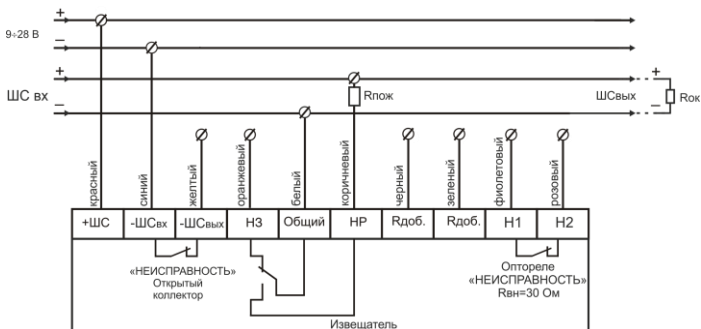 +
9÷28 В
–
+
ШС вх
–
Rпож
ШСвых
+
–
Rок
красный
синий
желтый
оранжевый
белый
коричневый
черный
зеленый
фиолетовый
розовый
+ШС
-ШСвх
-ШСвых
НЗ
Общий
НР
Rдоб.
Rдоб.
Н1
Н2
«НЕИСПРАВНОСТЬ»
Открытый
коллектор
Оптореле
«НЕИСПРАВНОСТЬ»
Rвн=30 Ом
Извещатель